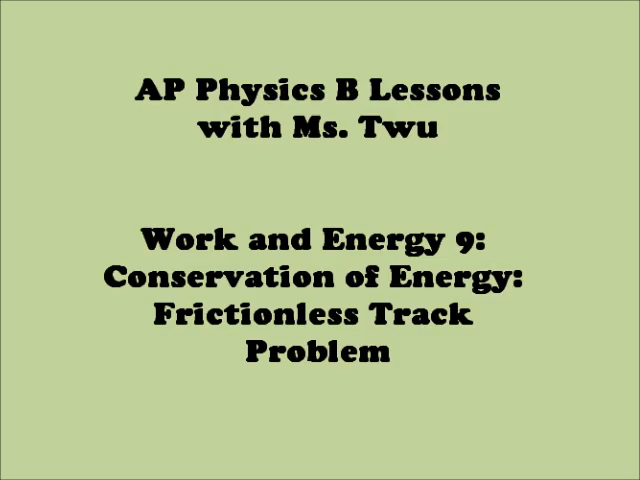 AP Physics B Lessons
with Ms. Twu
Work and Energy 9:
Conservation of Energy:
Frictionless Track
Problem